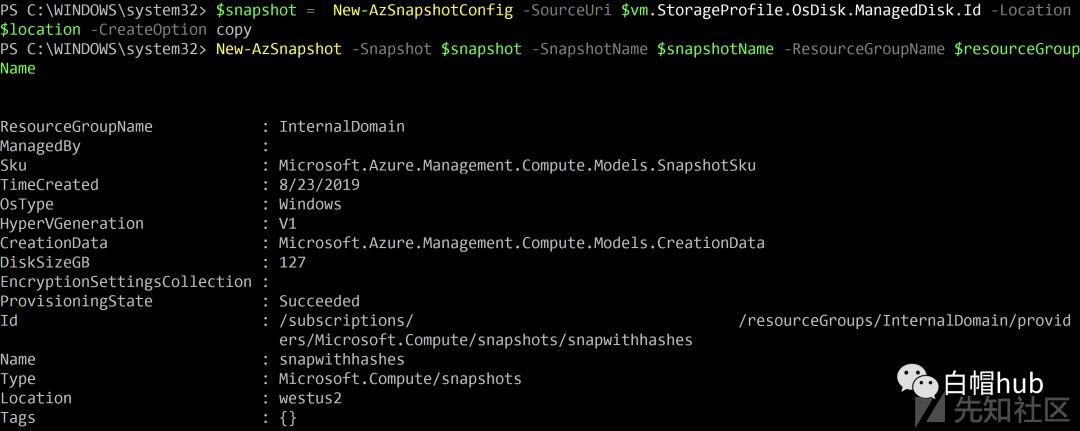 PS C:\WINDOWS\system32> $snapshot =  New-AzSnapshotConfig -SourceUri $vm.StorageProfile.OsDisk.ManagedDisk.Id -Location
$location -CreateOption copy
PS C:\WINDOWS\system32> New-AzSnapshot -Snapshot $snapshot -SnapshotName $snapshotName -ResourceGroupName $resourceGroup
Name
ResourceGroupName            : InternalDomain
ManagedBy                    :
Sku                          : Microsoft.Azure.Management.Compute.Models.SnapshotSku
TimeCreated                  : 8/23/2019
OsType                       : Windows
HyperVGeneration             : V1
CreationData                 : Microsoft.Azure.Management.Compute.Models.CreationData
DiskSizeGB                   : 127
EncryptionSettingsCollection :
ProvisioningState            : Succeeded
Id                           : /subscriptions/                                    /resourceGroups/InternalDomain/provid
                               ers/Microsoft.Compute/snapshots/snapwithhashes
Name                         : snapwithhashes
Type                         : Microsoft.Compute/snapshots
Location                     : westus2
Tags                         : {}
白帽hub
先知社区